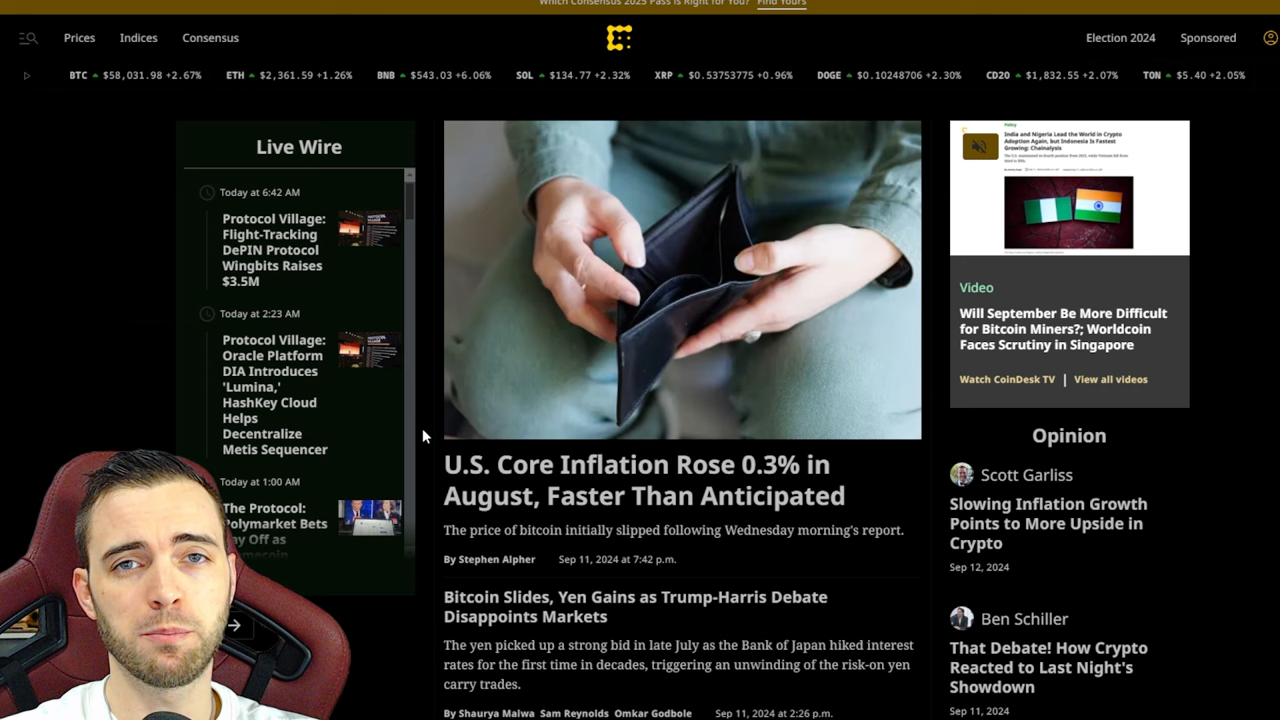 Which Consensus 2025 Pass is Right for You? Find Yours
Prices Indices Consensus
Election 2024 Sponsored
BTC $58,031.98 +2.67% ETH $2,361.59 +1.26% BNB $543.03 +6.06% SOL $134.77 +2.32% XRP $0.53753775 +0.96% DOGE $0.10248706 +2.30% CD20 $1,832.55 +2.07% TON $5.40 +2.05%
Live Wire
Today at 6:42 AM
Protocol Village:
Flight-Tracking
DePIN Protocol
Wingbits Raises
$3.5M
Today at 2:23 AM
Protocol Village:
Oracle Platform
DIA Introduces
'Lumina,'
HashKey Cloud
Helps
Decentralize
Metis Sequencer
Today at 1:00 AM
The Protocol:
Polymarket Bets
Pay Off as
Memecoin
U.S. Core Inflation Rose 0.3% in
August, Faster Than Anticipated
The price of bitcoin initially slipped following Wednesday morning's report.
By Stephen Alpher Sep 11, 2024 at 7:42 p.m.
Bitcoin Slides, Yen Gains as Trump-Harris Debate
Disappoints Markets
The yen picked up a strong bid in late July as the Bank of Japan hiked interest
rates for the first time in decades, triggering an unwinding of the risk-on yen
carry trades.
By Shaurya Malwa Sam Reynolds Omkar Godbole Sep 11, 2024 at 2:26 p.m.
Policy
India and Nigeria Lead the World in Crypto
Adoption Again, but Indonesia Is Fastest
Growing: Chainalysis
Video
Will September Be More Difficult
for Bitcoin Miners?; Worldcoin
Faces Scrutiny in Singapore
Watch CoinDesk TV | View all videos
Opinion
Scott Garliss
Slowing Inflation Growth
Points to More Upside in
Crypto
Sep 12, 2024
Ben Schiller
That Debate! How Crypto
Reacted to Last Night's
Showdown
Sep 11, 2024